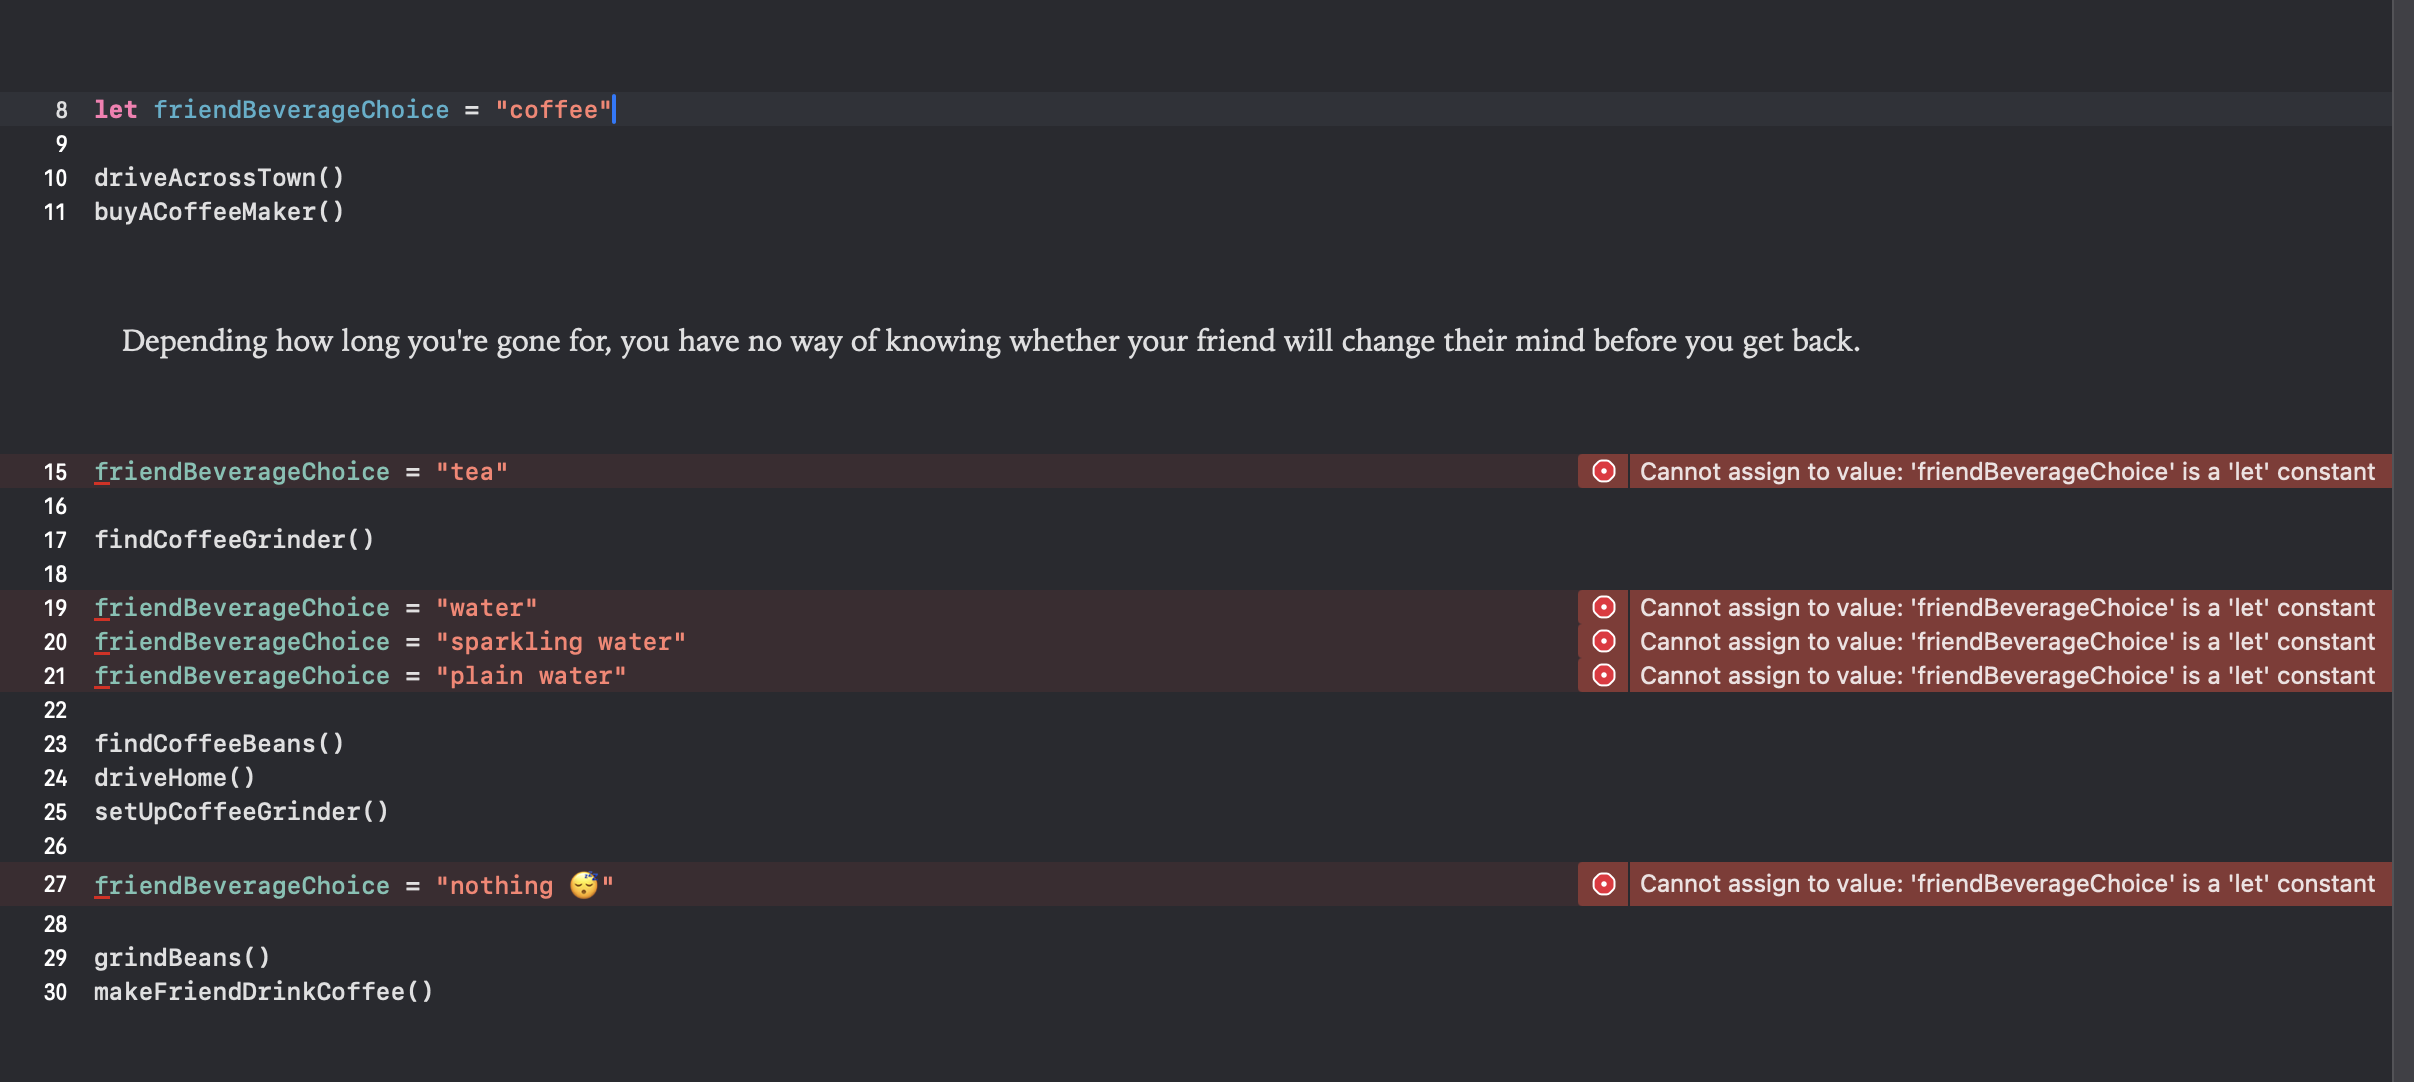 8 let friendBeverageChoice = "coffee"
9
10 driveAcrossTown()
11 buyACoffeeMaker()
Depending how long you're gone for, you have no way of knowing whether your friend will change their mind before you get back.
15 friendBeverageChoice = "tea" Cannot assign to value: 'friendBeverageChoice' is a 'let' constant
16
17 findCoffeeGrinder()
18
19 friendBeverageChoice = "water" Cannot assign to value: 'friendBeverageChoice' is a 'let' constant
20 friendBeverageChoice = "sparkling water" Cannot assign to value: 'friendBeverageChoice' is a 'let' constant
21 friendBeverageChoice = "plain water" Cannot assign to value: 'friendBeverageChoice' is a 'let' constant
22
23 findCoffeeBeans()
24 driveHome()
25 setUpCoffeeGrinder()
26
27 friendBeverageChoice = "nothing 😴" Cannot assign to value: 'friendBeverageChoice' is a 'let' constant
28
29 grindBeans()
30 makeFriendDrinkCoffee()